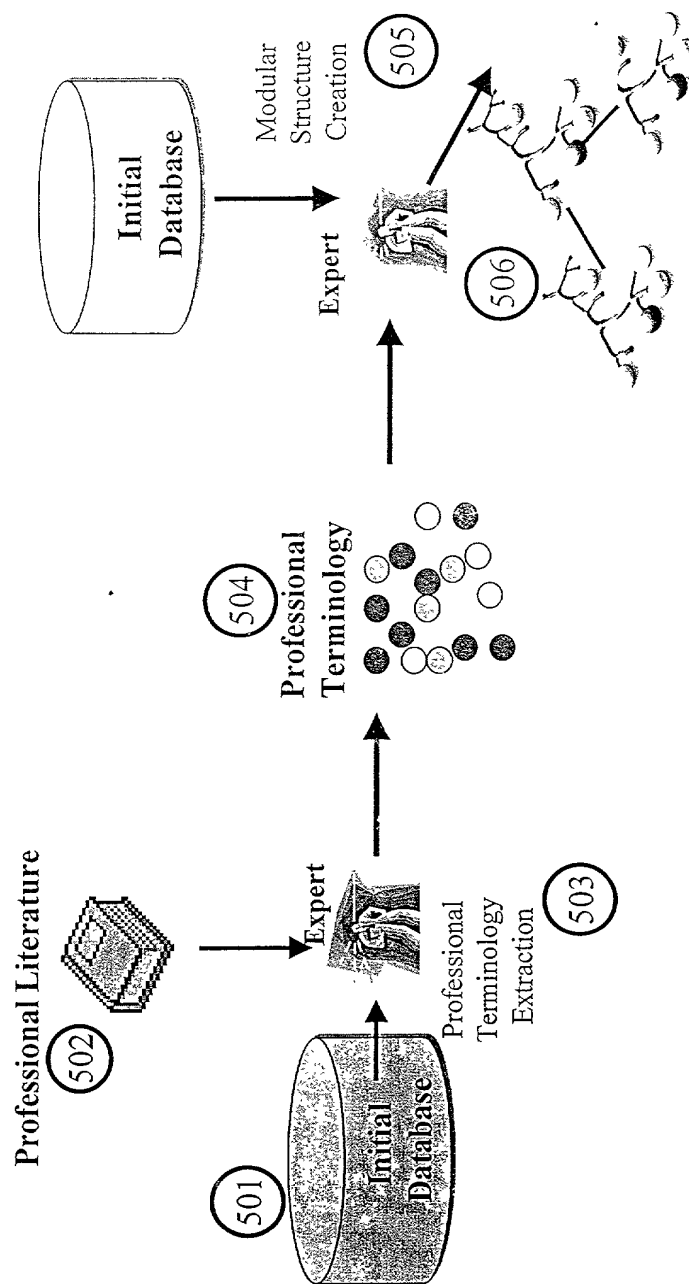 Professional Literature
502
501
Initial
Database
Expert
Professional
Terminology
Extraction
503
504
Professional
Terminology
Initial
Database
Expert
Modular
Structure
Creation
505
506